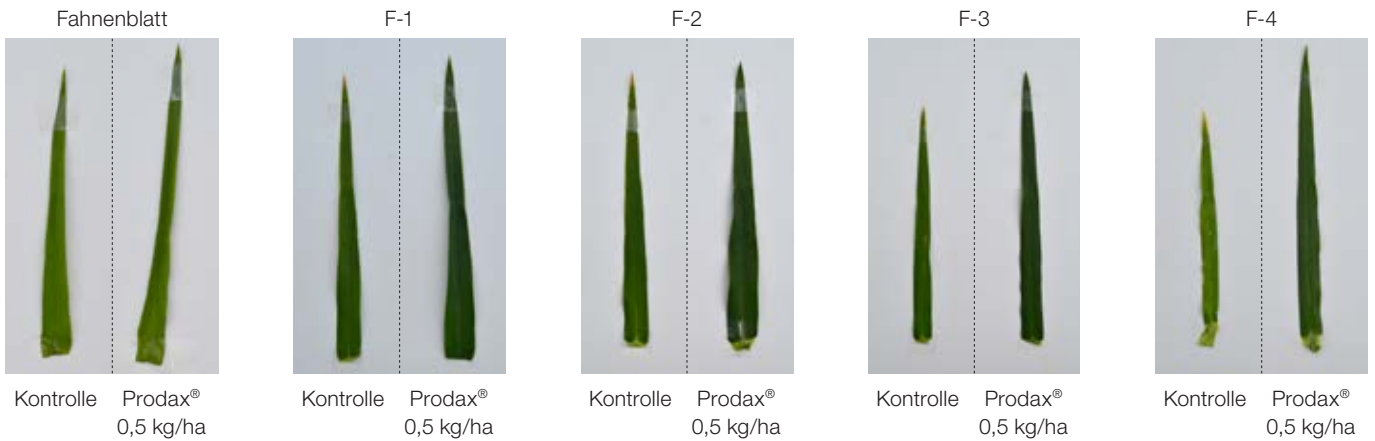 Fahnenblatt
F-1
F-2
F-3
F-4
Kontrolle
Prodax®
0,5 kg/ha
Kontrolle
Prodax®
0,5 kg/ha
Kontrolle
Prodax®
0,5 kg/ha
Kontrolle
Prodax®
0,5 kg/ha
Kontrolle
Prodax®
0,5 kg/ha